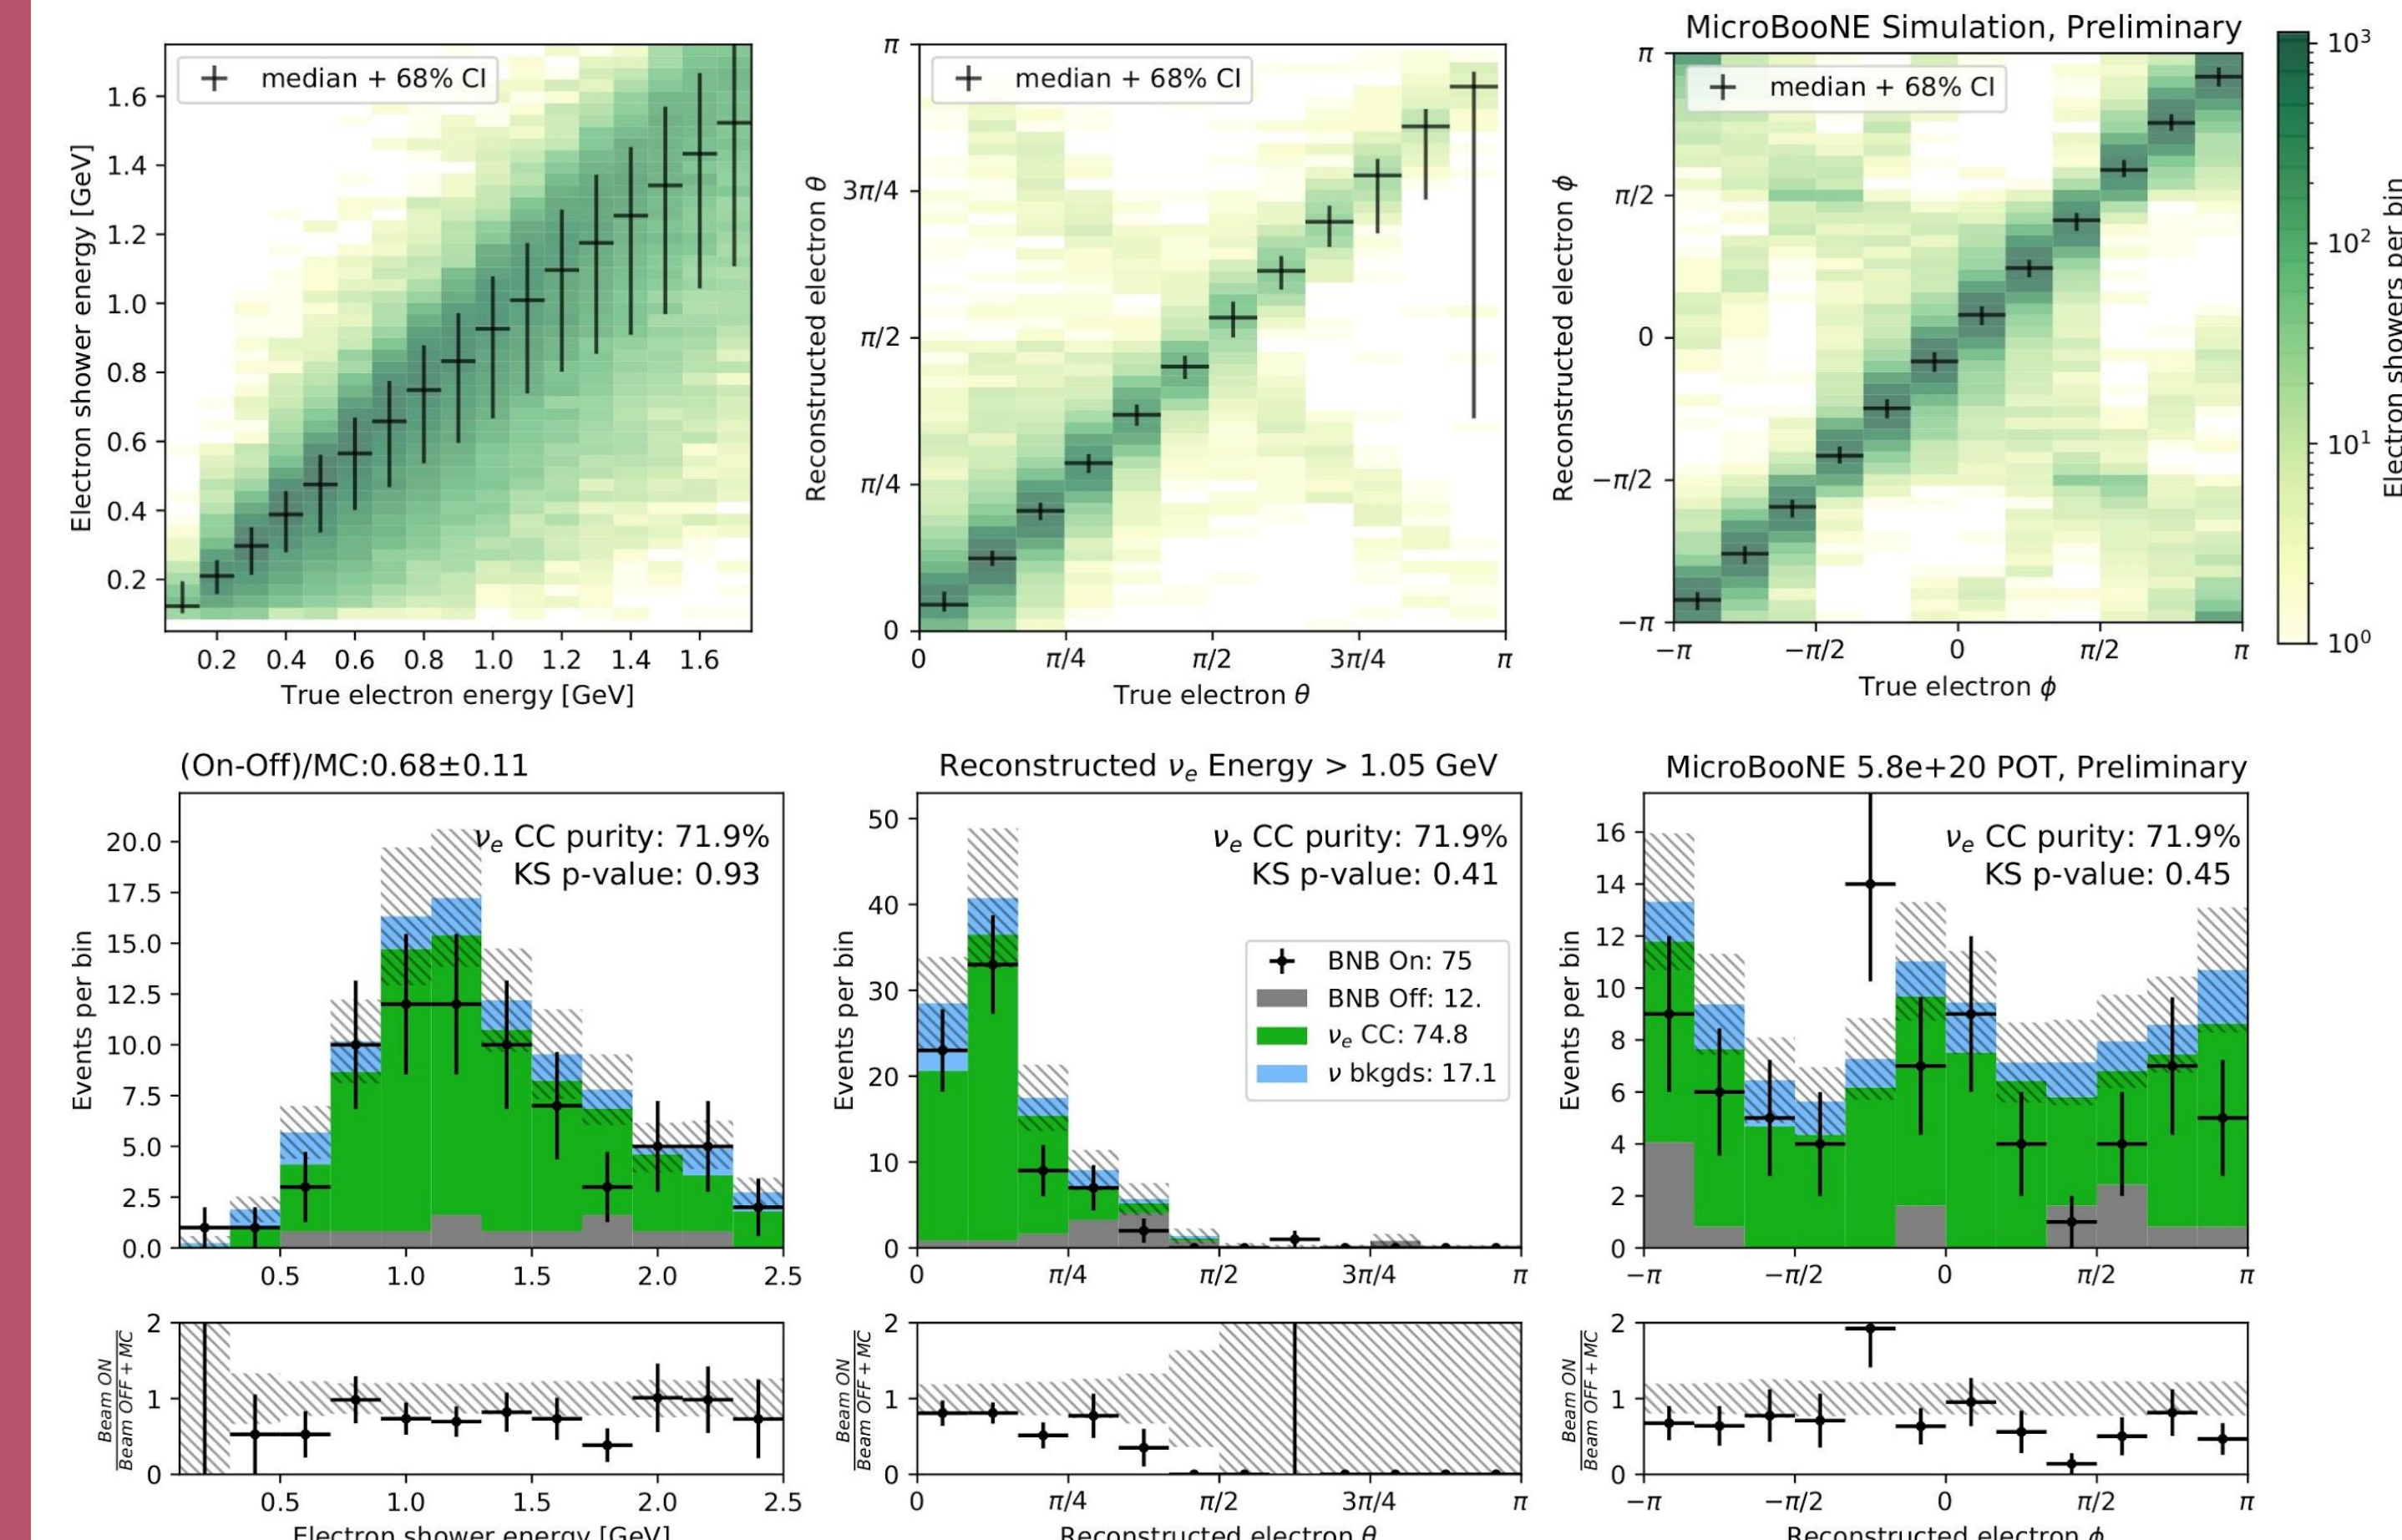 MicroBooNE Simulation, Preliminary
median + 68% CI
Electron shower energy [GeV]
1.6
1.4
1.2
1.0
0.8
0.6
0.4
0.2
0.2 0.4 0.6 0.8 1.0 1.2 1.4 1.6
True electron energy [GeV]
median + 68% CI
Reconstructed electron θ
π
3π/4
π/2
π/4
0
0 π/4 π/2 3π/4 π
True electron θ
median + 68% CI
Reconstructed electron ϕ
π
π/2
0
−π/2
−π
−π −π/2 0 π/2 π
True electron ϕ
10³
10²
10¹
10⁰
Electron showers per bin
(On-Off)/MC:0.68±0.11
νe CC purity: 71.9%
KS p-value: 0.93
Events per bin
20.0
17.5
15.0
12.5
10.0
7.5
5.0
2.5
0.0
0.5 1.0 1.5 2.0 2.5
Reconstructed νe Energy > 1.05 GeV
νe CC purity: 71.9%
KS p-value: 0.41
BNB On: 75
BNB Off: 12.
νe CC: 74.8
ν bkgds: 17.1
Events per bin
50
40
30
20
10
0
0 π/4 π/2 3π/4 π
MicroBooNE 5.8e+20 POT, Preliminary
νe CC purity: 71.9%
KS p-value: 0.45
Events per bin
16
14
12
10
8
6
4
2
0
−π −π/2 0 π/2 π
Beam ON
Beam OFF + MC
2
1
0
0.5 1.0 1.5 2.0 2.5
Electron shower energy [GeV]
Beam ON
Beam OFF + MC
2
1
0
0 π/4 π/2 3π/4 π
Reconstructed electron θ
Beam ON
Beam OFF + MC
2
1
0
−π −π/2 0 π/2 π
Reconstructed electron ϕ